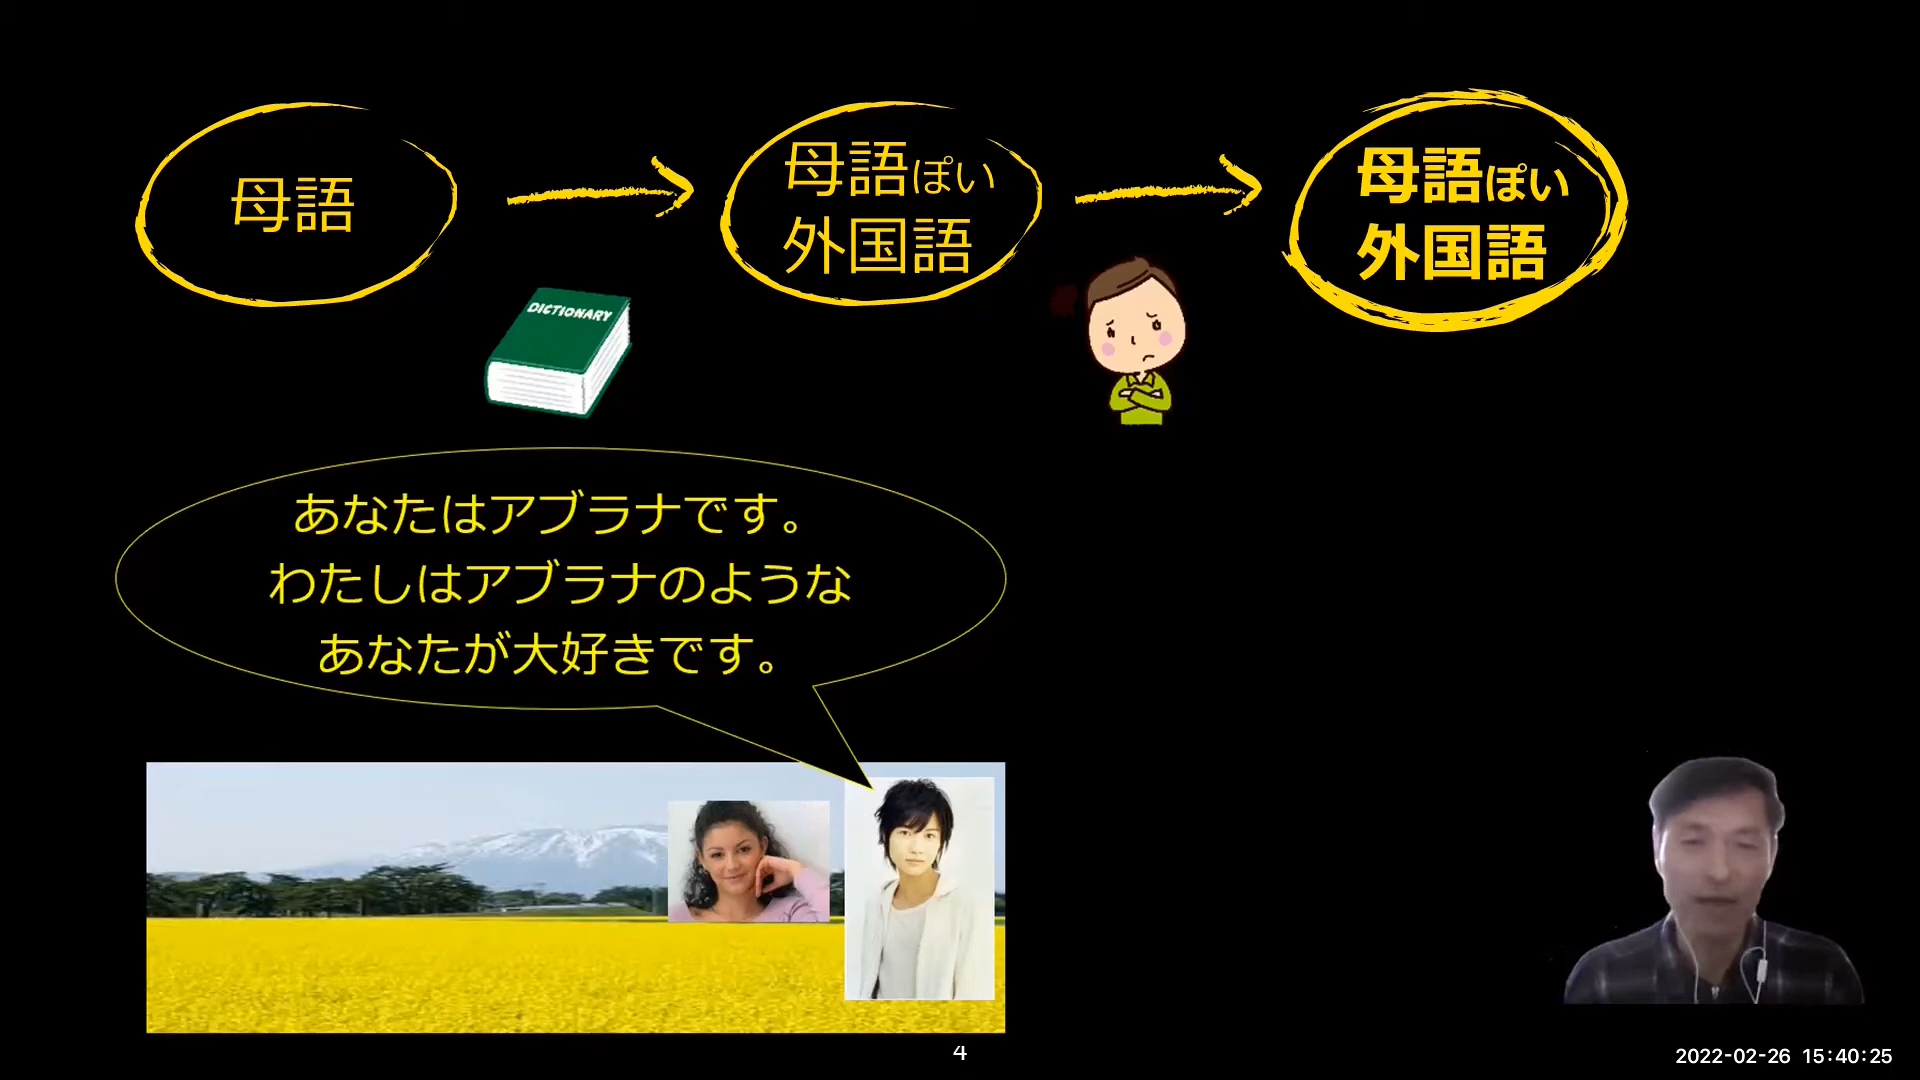 母語
母語ぽい
外国語
母語ぽい
外国語
DICTIONARY
あなたはアブラナです。
わたしはアブラナのような
あなたが大好きです。
4
2022-02-26 15:40:25